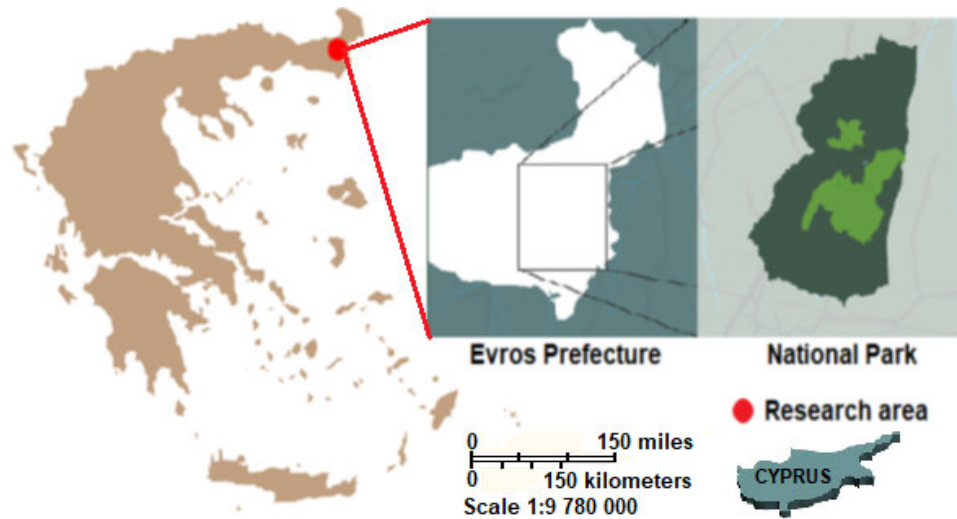 Evros Prefecture
National Park
Research area
0 150 miles
0 150 kilometers
Scale 1:9 780 000
CYPRUS